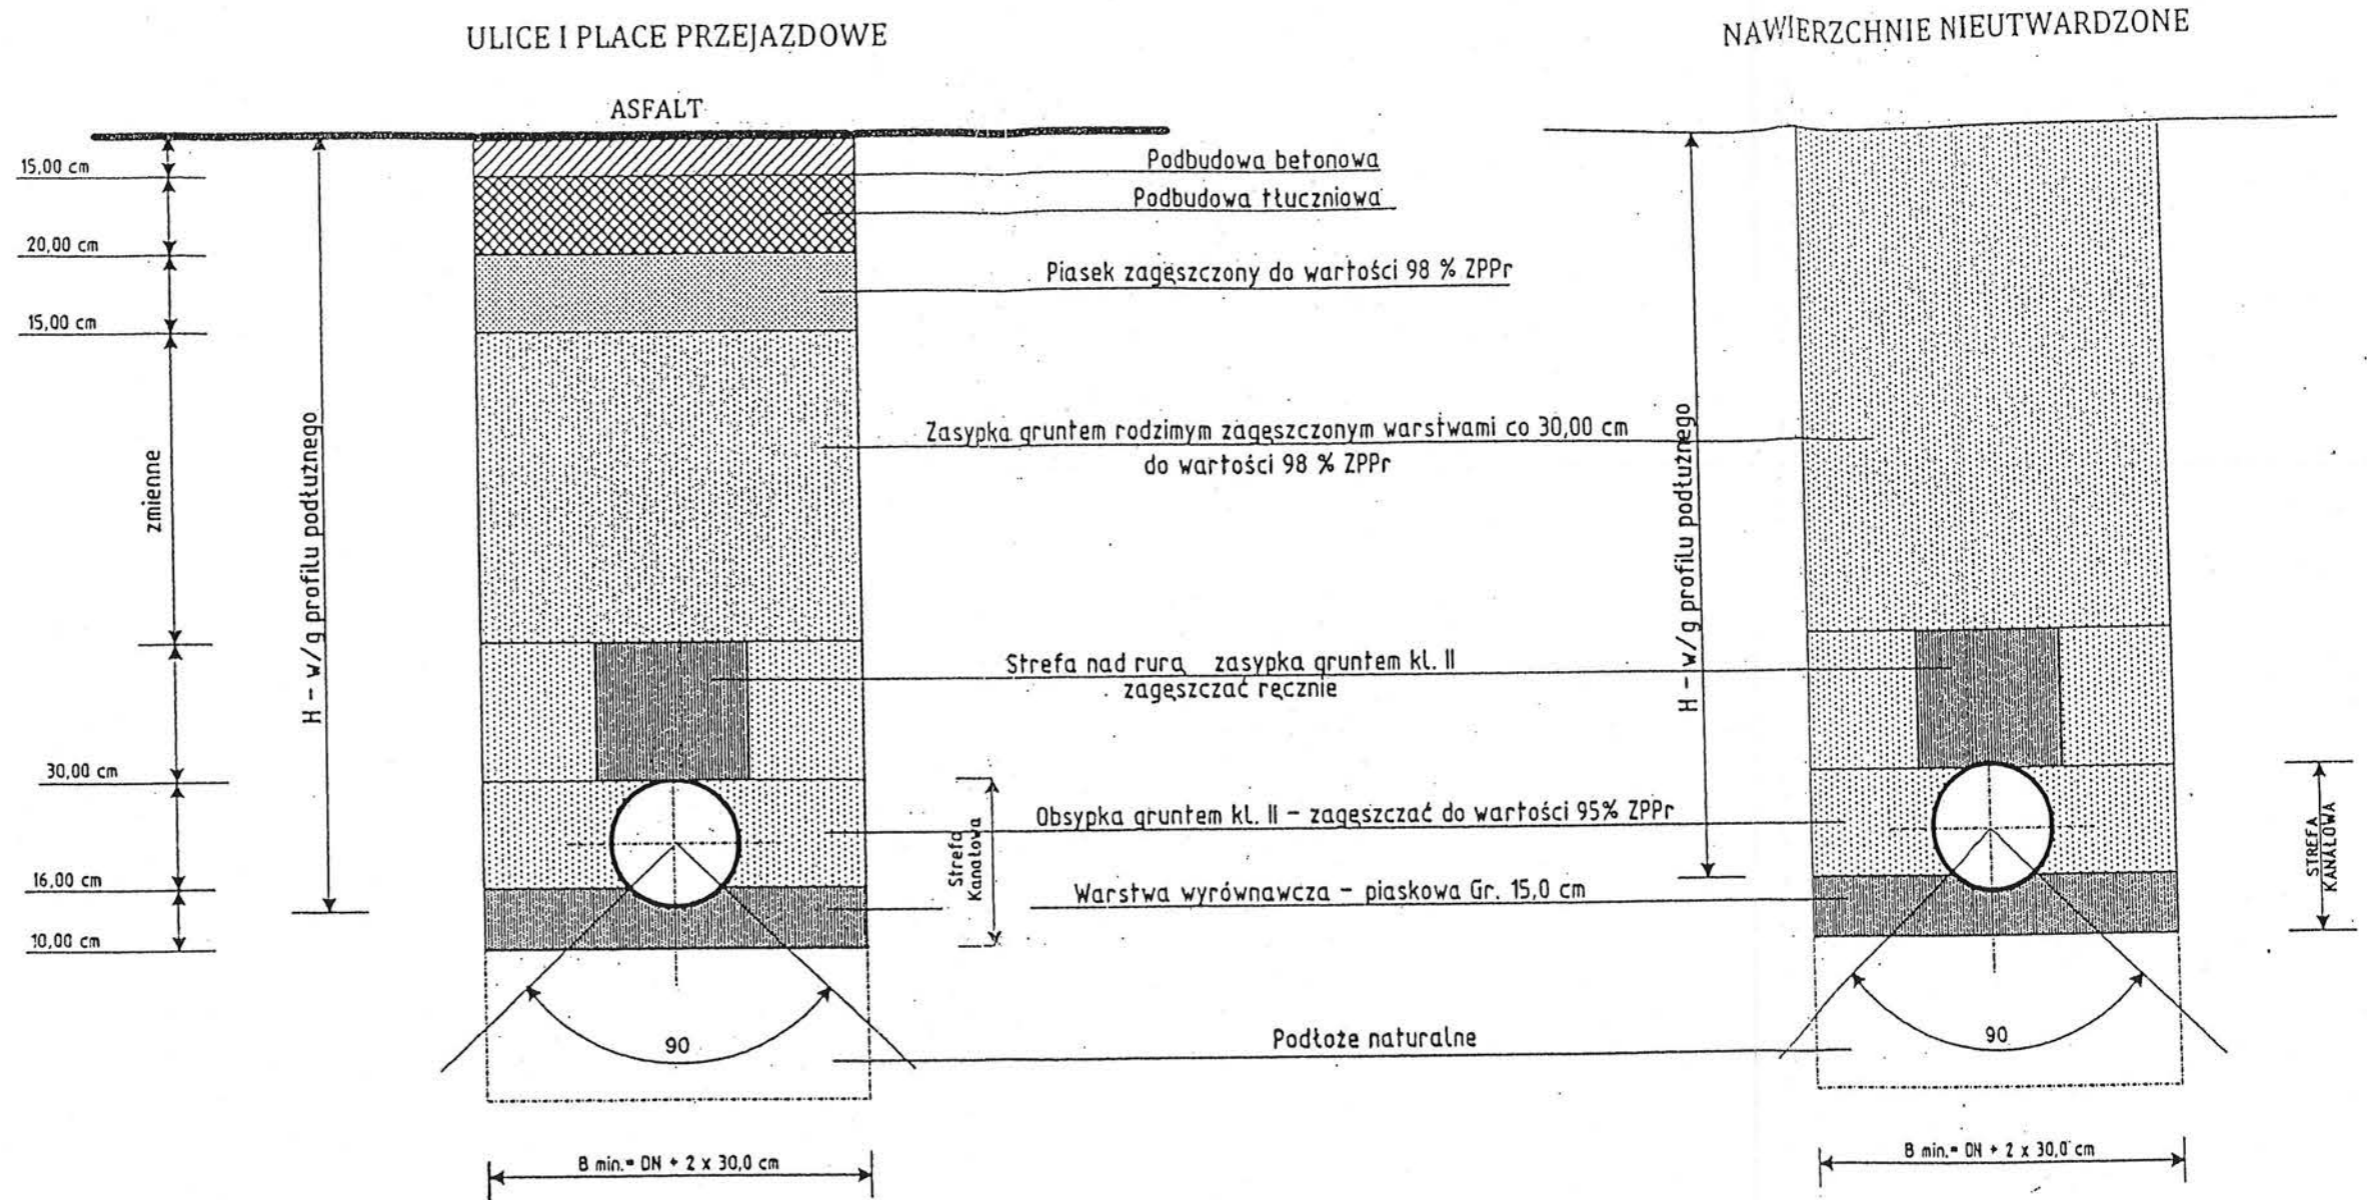 ULICE I PLACE PRZEJAZDOWE
NAWIERZCHNIE NIEUTWARDZONE
ASFALT
Podbudowa betonowa
15,00 cm
Podbudowa tłuczniowa
20,00 cm
Piasek zagęszczony do wartości 98 % ZPPr
15,00 cm
Zasypka gruntem rodzimym zagęszczonym warstwami co 30,00 cm
do wartości 98 % ZPPr
zmienne
H - w/g profilu podłużnego
H - w/g profilu podłużnego
Strefa nad rurą zasypka gruntem kl. II
zagęszczać ręcznie
30,00 cm
Obsypka gruntem kl. II - zagęszczać do wartości 95% ZPPr
Strefa
Kanałowa
STREFA
KANAŁOWA
16,00 cm
Warstwa wyrównawcza - piaskowa Gr. 15,0 cm
10,00 cm
90
Podłoże naturalne
90
B min.= DN + 2 x 30,0 cm
B min.= DN + 2 x 30,0 cm